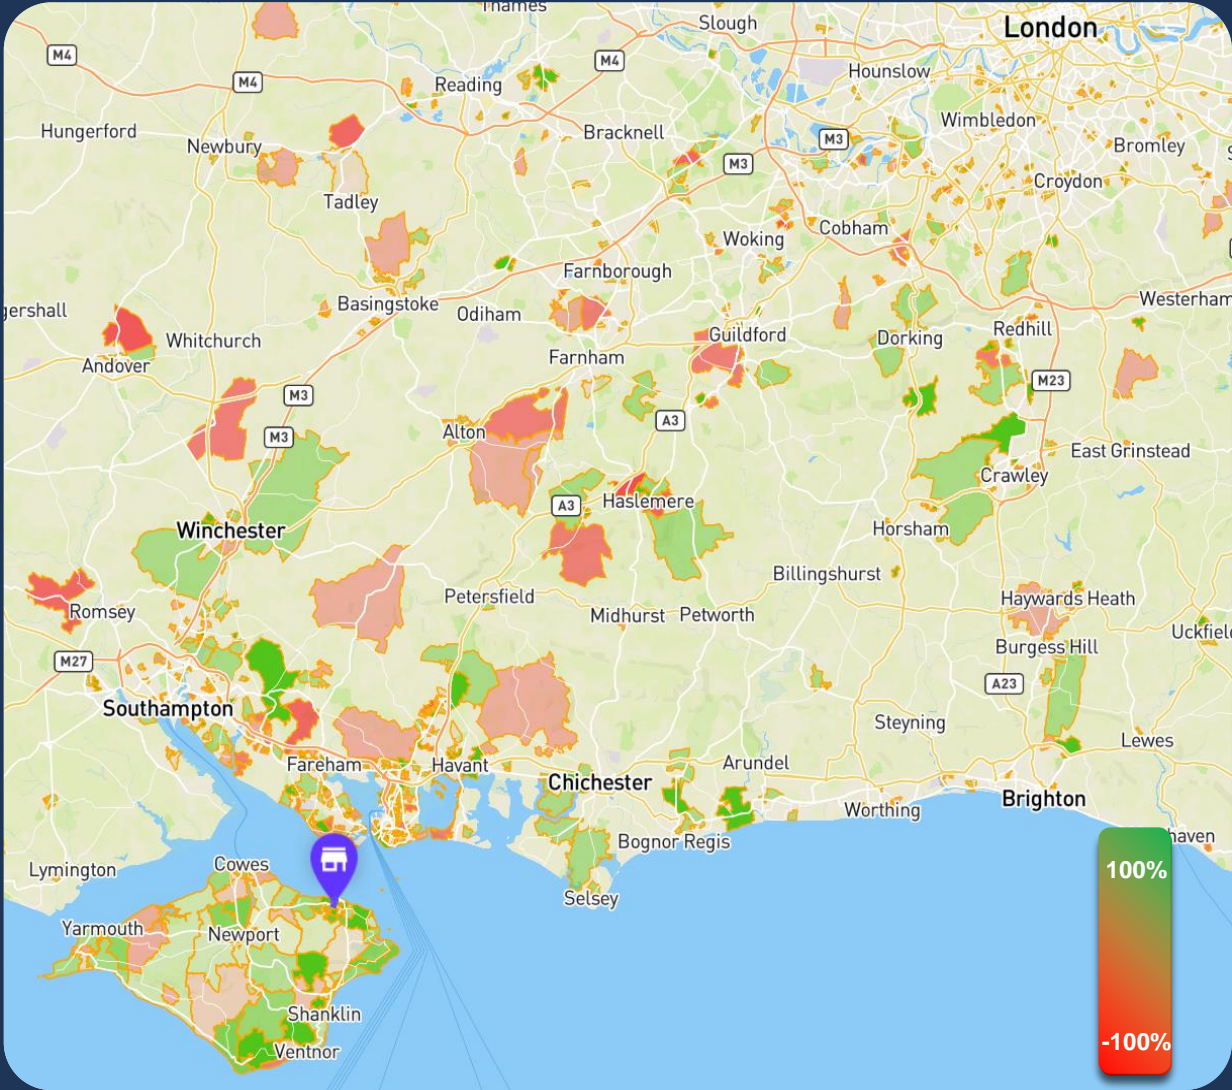 Thames
Slough
London
M4
M4
M4
Reading
Hounslow
Hungerford
Newbury
Bracknell
M3
M3
Wimbledon
Bromley
Tadley
Croydon
Woking
Cobham
Farnborough
gershall
Basingstoke
Odiham
Westerham
Whitchurch
Andover
Farnham
Guildford
Dorking
Redhill
M23
M3
M3
Alton
A3
East Grinstead
Crawley
Winchester
A3
Haslemere
Horsham
Romsey
Petersfield
Billingshurst
Midhurst
Petworth
Haywards Heath
Uckfiel
Burgess Hill
M27
Southampton
A23
Steyning
Lewes
Fareham
Havant
Chichester
Arundel
Worthing
Brighton
haven
Bognor Regis
Lymington
Cowes
Selsey
Yarmouth
Newport
Shanklin
Ventnor
100%
-100%